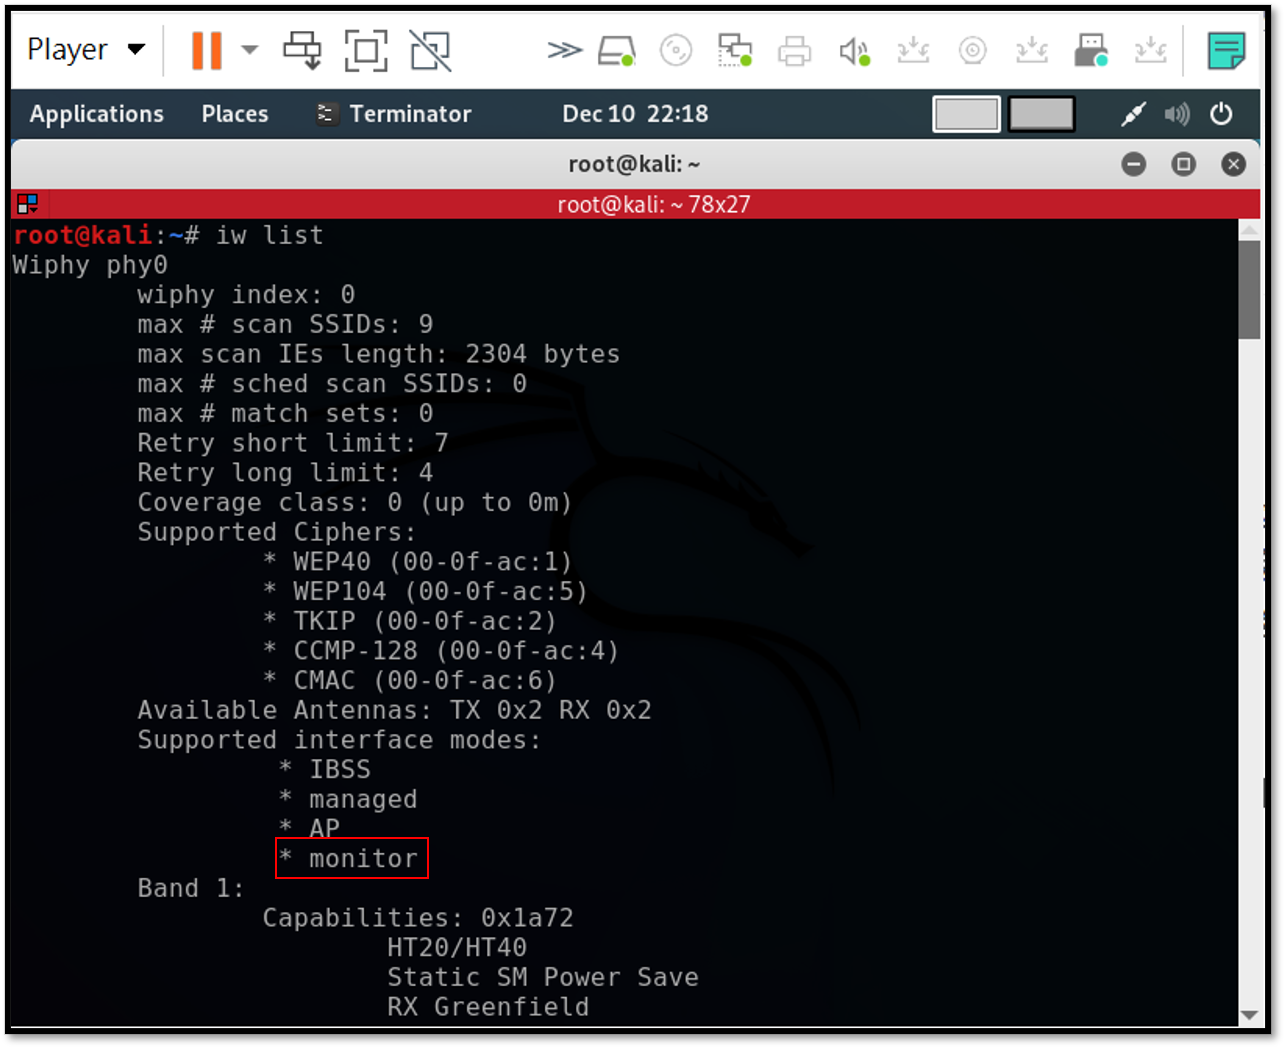 Player
Applications Places Terminator Dec 10 22:18
root@kali: ~
root@kali: ~ 78x27
root@kali:~# iw list
Wiphy phy0
wiphy index: 0
max # scan SSIDs: 9
max scan IEs length: 2304 bytes
max # sched scan SSIDs: 0
max # match sets: 0
Retry short limit: 7
Retry long limit: 4
Coverage class: 0 (up to 0m)
Supported Ciphers:
* WEP40 (00-0f-ac:1)
* WEP104 (00-0f-ac:5)
* TKIP (00-0f-ac:2)
* CCMP-128 (00-0f-ac:4)
* CMAC (00-0f-ac:6)
Available Antennas: TX 0x2 RX 0x2
Supported interface modes:
* IBSS
* managed
* AP
* monitor
Band 1:
Capabilities: 0x1a72
HT20/HT40
Static SM Power Save
RX Greenfield